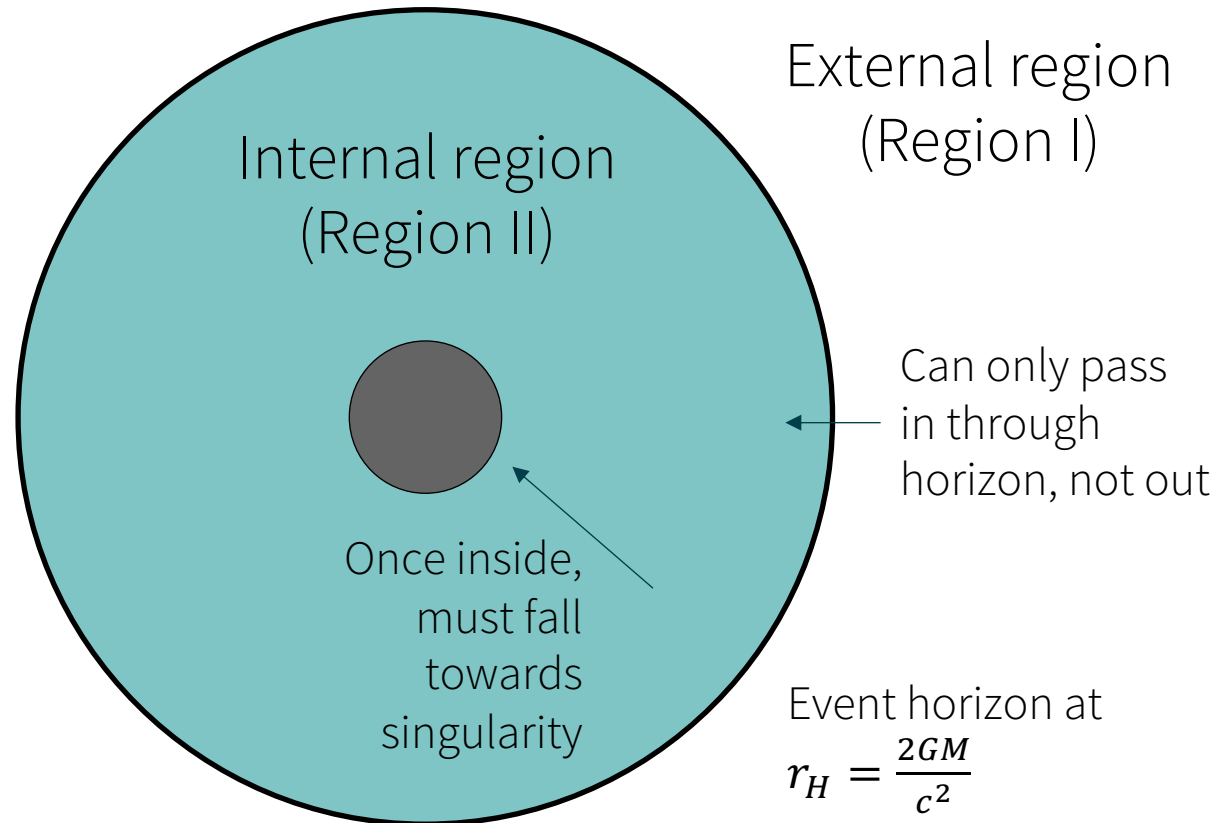 External region
(Region I)
Internal region
(Region II)
Can only pass
in through
horizon, not out
Once inside,
must fall
towards
singularity
Event horizon at
r_H = 2GM/c^2